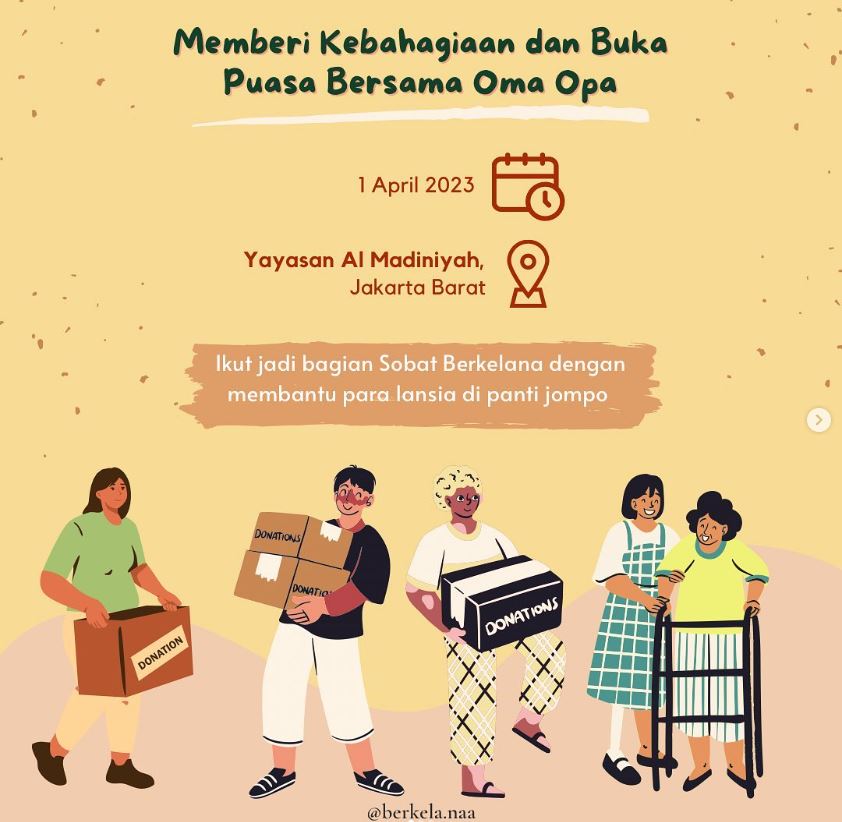 Memberi Kebahagiaan dan Buka
Puasa Bersama Oma Opa
1 April 2023
Yayasan Al Madiniyah,
Jakarta Barat
Ikut jadi bagian Sobat Berkelana dengan
membantu para lansia di panti jompo
DONATIONS
DONATIONS
DONATION
DONATIONS
@berkela.naa